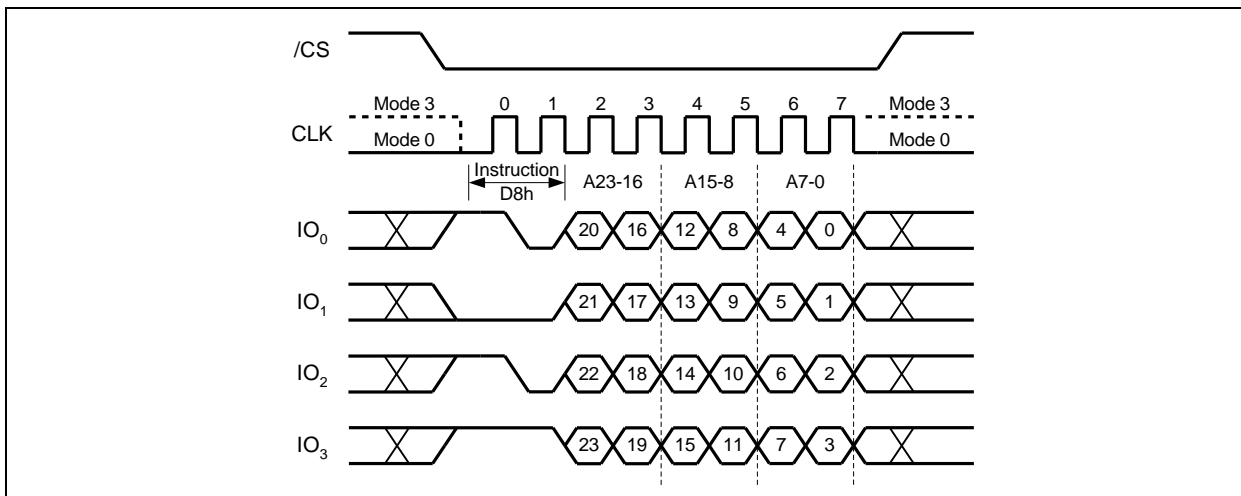 /CS
Mode 3 0 1 2 3 4 5 6 7 Mode 3
CLK
Mode 0 Mode 0
Instruction
D8h
A23-16 A15-8 A7-0
IO0 20 16 12 8 4 0
IO1 21 17 13 9 5 1
IO2 22 18 14 10 6 2
IO3 23 19 15 11 7 3